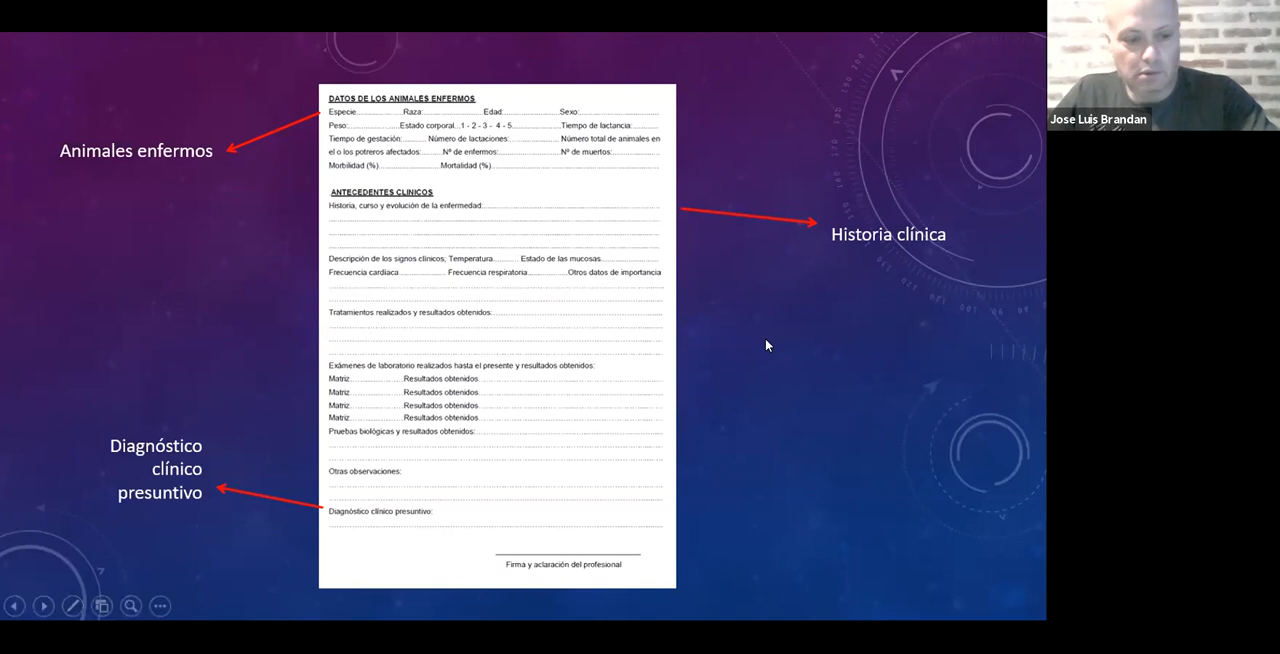 Animales enfermos
DATOS DE LOS ANIMALES ENFERMOS
Especie.....................Raza:...........................Edad:..........................Sexo:....................................
Peso:.......................Estado corporal...1 - 2 - 3 - 4 - 5......................Tiempo de lactancia:............
Tiempo de gestación:............ Número de lactaciones:........................ Número total de animales en
el o los potreros afectados:..........Nº de enfermos:............................Nº de muertos:......................
Morbilidad (%)...........................Mortalidad (%)..............................................................................
ANTECEDENTES CLINICOS
Historia, curso y evolución de la enfermedad:...............................................................................
Descripción de los signos clínicos; Temperatura............ Estado de las mucosas..........................
Frecuencia cardíaca..................... Frecuencia respiratoria..................Otros datos de importancia
Tratamientos realizados y resultados obtenidos:............................................................................
Exámenes de laboratorio realizados hasta el presente y resultados obtenidos:
Matriz.........................Resultados obtenidos.................................................................................
Matriz.........................Resultados obtenidos.................................................................................
Matriz.........................Resultados obtenidos.................................................................................
Matriz.........................Resultados obtenidos.................................................................................
Pruebas biológicas y resultados obtenidos:...................................................................................
Otras observaciones:
Diagnóstico clínico presuntivo:
Firma y aclaración del profesional
Historia clínica
Diagnóstico
clínico
presuntivo
Jose Luis Brandan